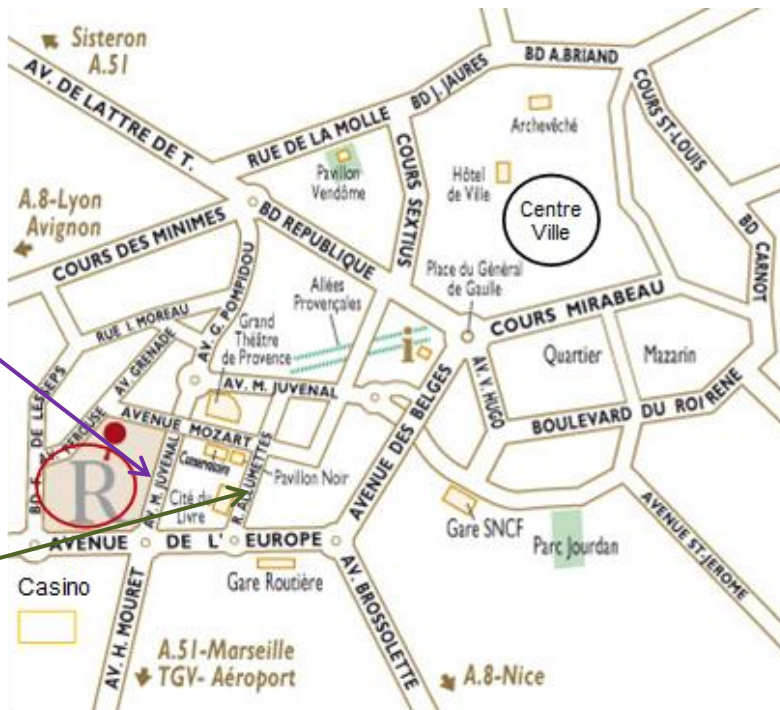 Sisteron
A.51
AV. DE LATTRE DE T.
BD A.BRIAND
BD J. JAURES
RUE DE LA MOLLE
Archevêché
COURS ST-LOUIS
Pavillon
Vendôme
COURS SEXTIUS
Hôtel
de Ville
Centre
Ville
A.8-Lyon
Avignon
COURS DES MINIMES
BD REPUBLIQUE
BD CARNOT
Place du Général
de Gaulle
Allées
Provençales
AV. G. POMPIDOU
RUE I. MOREAU
Grand
Théâtre
de Provence
COURS MIRABEAU
i
Quartier
Mazarin
AV. GRENADE
AV. M. JUVENAL
AV. V. HUGO
BD F. DE LESSEPS
PEROUSE
AVENUE MOZART
BOULEVARD DU ROI RENE
AVENUE DES BELGES
R
AV. M. JUVENAL
Conservatoire
Cité du
Livre
R. ALLUMETTES
Pavillon Noir
Gare SNCF
Parc Jourdan
AVENUE ST-JEROME
AVENUE DE L' EUROPE
Casino
Gare Routière
AV. H. MOURET
AV. BROSSOLETTE
A.51-Marseille
TGV- Aéroport
A.8-Nice